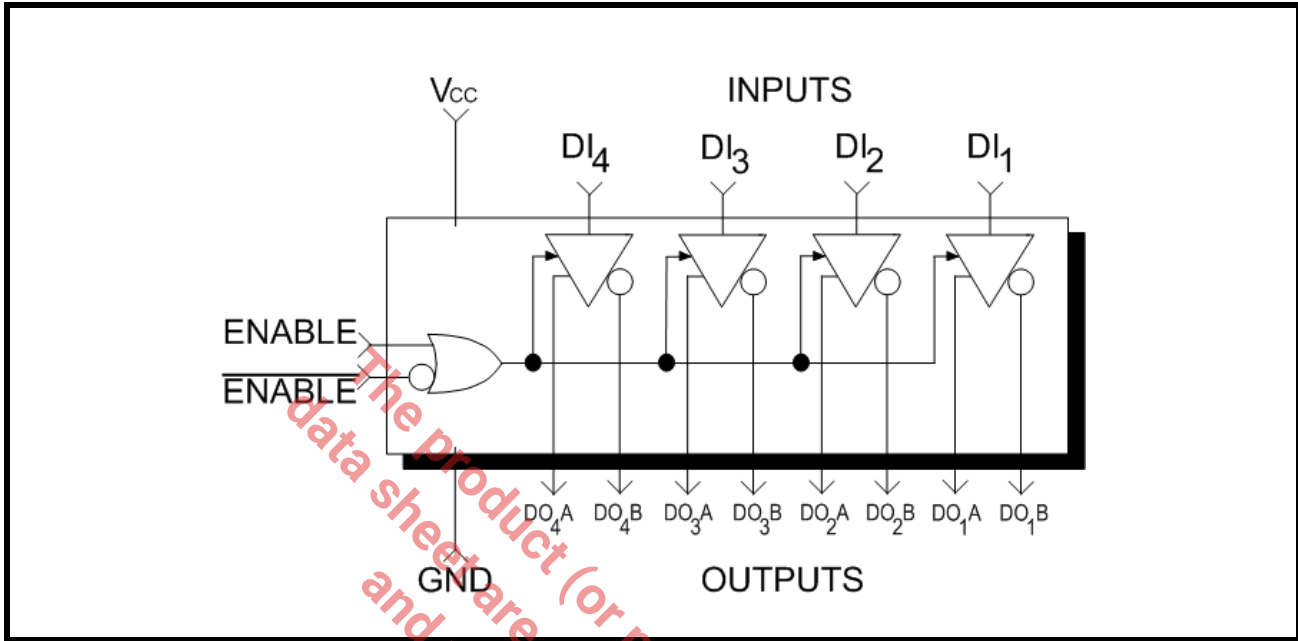 VCC
INPUTS
DI4 DI3 DI2 DI1
ENABLE
ENABLE
DO4A DO4B DO3A DO3B DO2A DO2B DO1A DO1B
GND
OUTPUTS
The product (or
data sheet are
and